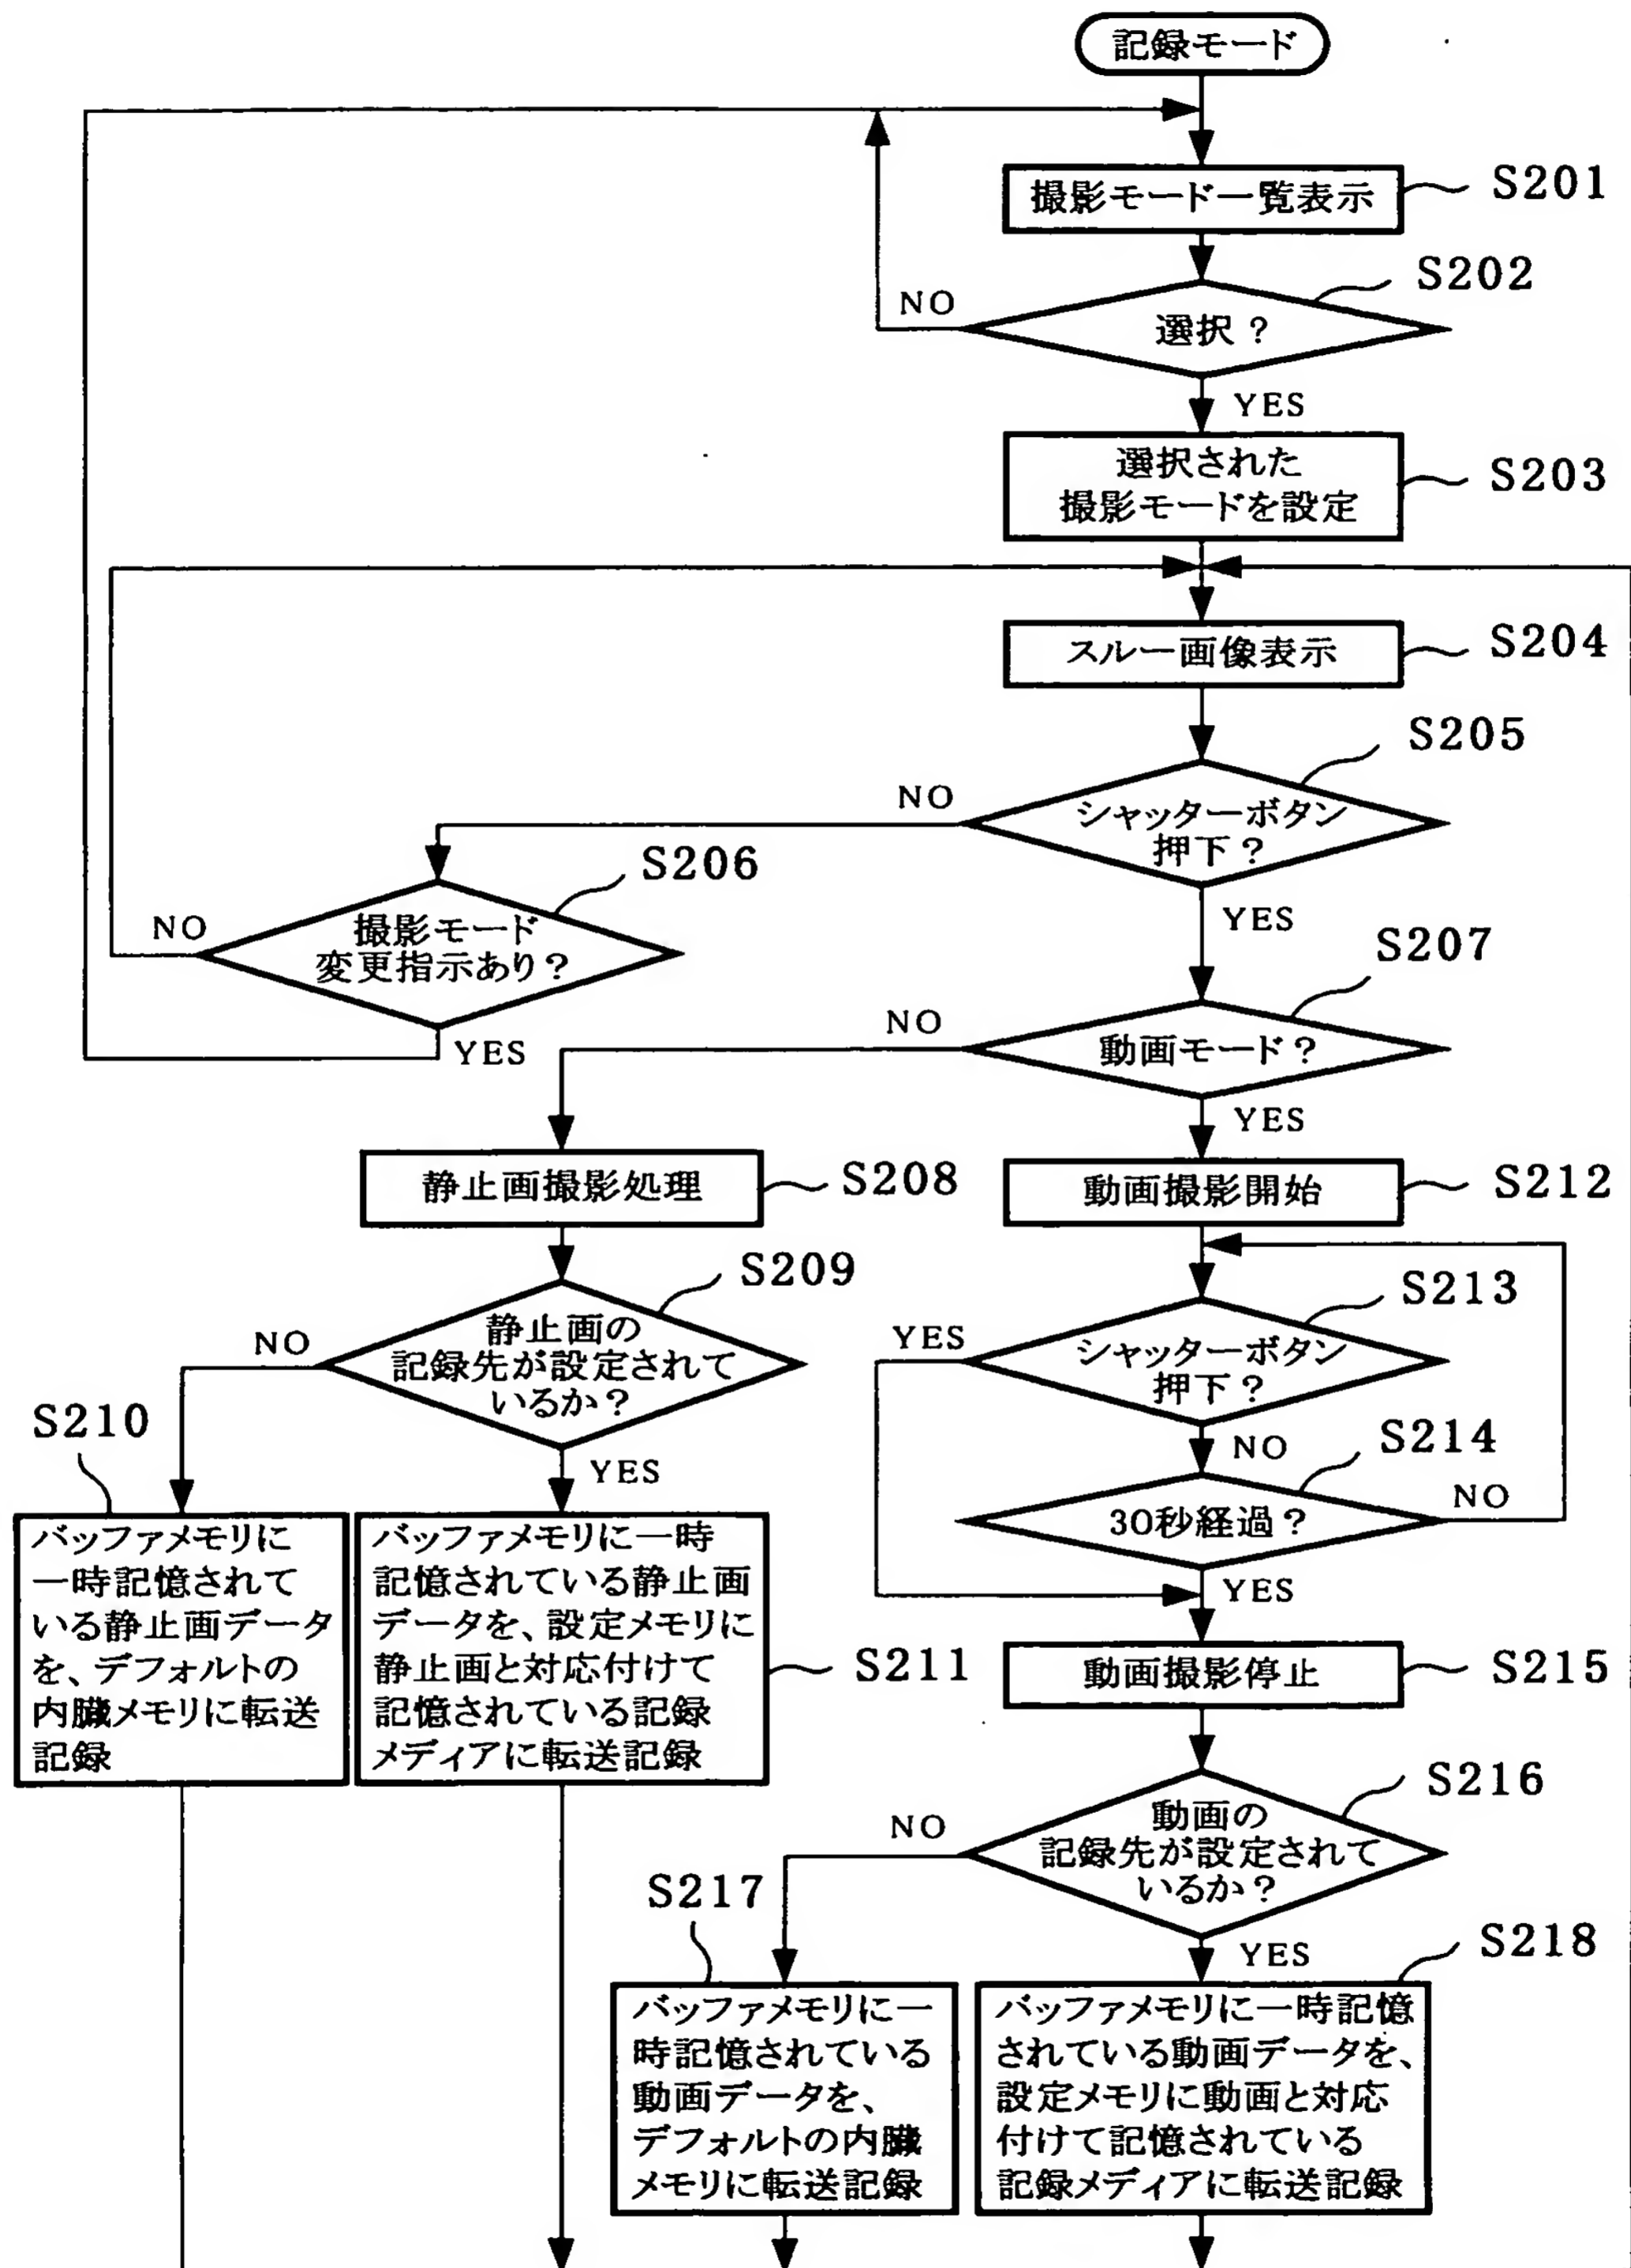 記録モード
撮影モード一覧表示
S201
S202
NO
選択？
YES
選択された
撮影モードを設定
S203
スルー画像表示
S204
S205
NO
シャッターボタン
押下？
YES
S206
NO
撮影モード
変更指示あり？
YES
S207
NO
動画モード？
YES
静止画撮影処理
S208
動画撮影開始
S212
S209
NO
静止画の
記録先が設定されて
いるか？
YES
S213
YES
シャッターボタン
押下？
NO
S214
30秒経過？
NO
YES
S210
バッファメモリに
一時記憶されて
いる静止画データ
を、デフォルトの
内臓メモリに転送
記録
バッファメモリに一時
記憶されている静止画
データを、設定メモリに
静止画と対応付けて
記憶されている記録
メディアに転送記録
S211
動画撮影停止
S215
S216
NO
動画の
記録先が設定されて
いるか？
YES
S217
バッファメモリに一
時記憶されている
動画データを、
デフォルトの内臓
メモリに転送記録
S218
バッファメモリに一時記憶
されている動画データを、
設定メモリに動画と対応
付けて記憶されている
記録メディアに転送記録